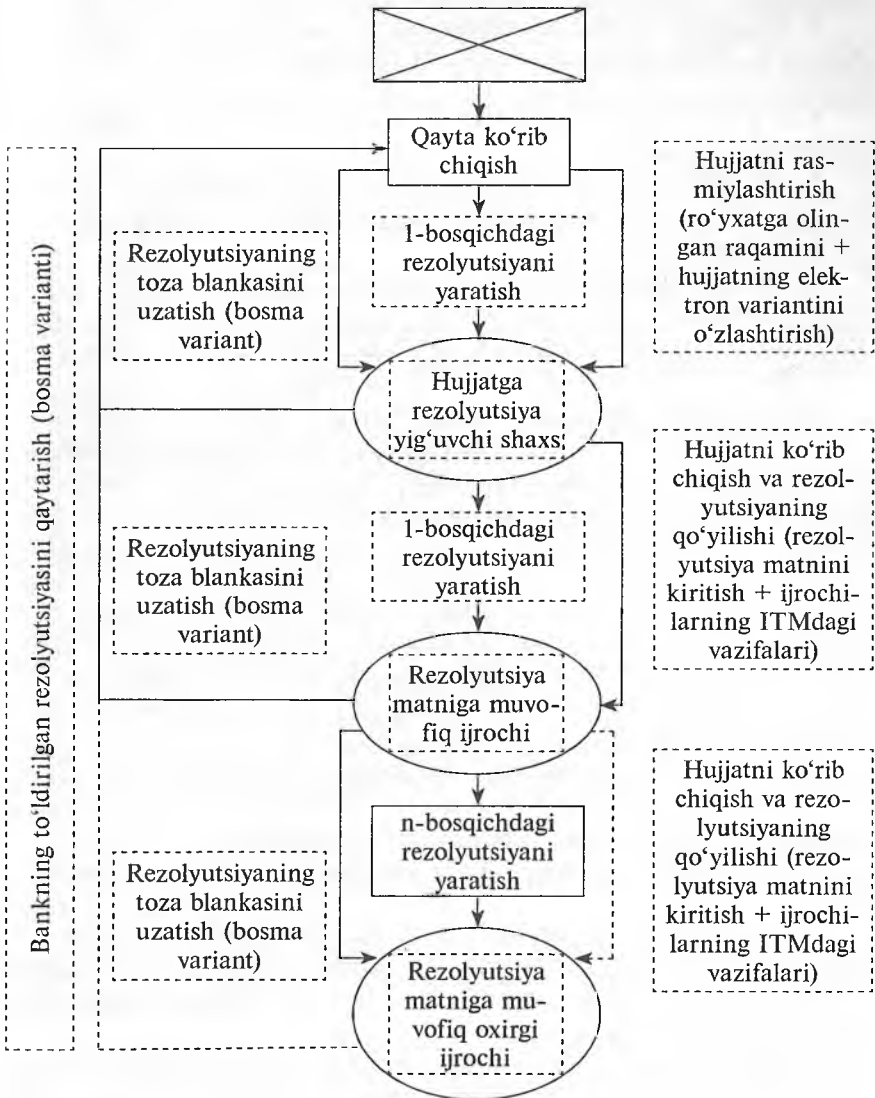 Qayta ko‘rib
chiqish
Bankning to‘ldirilgan rezolyutsiyasini qaytarish (bosma varianti)
Rezolyutsiyaning
toza blankasini
uzatish (bosma
variant)
1-bosqichdagi
rezolyutsiyani
yaratish
Hujjatni ras-
miylashtirish
(ro‘yxatga olin-
gan raqamini +
hujjatning elek-
tron variantini
o‘zlashtirish)
Hujjatga
rezolyutsiya
yig‘uvchi shaxs
Rezolyutsiyaning
toza blankasini
uzatish (bosma
variant)
1-bosqichdagi
rezolyutsiyani
yaratish
Hujjatni ko‘rib
chiqish va rezol-
yutsiyaning
qo‘yilishi (rezol-
yutsiya matnini
kiritish + ijrochi-
larning ITMdagi
vazifalari)
Rezolyutsiya
matniga muvo-
fiq ijrochi
Rezolyutsiyaning
toza blankasini
uzatish (bosma
variant)
n-bosqichdagi
rezolyutsiyani
yaratish
Hujjatni ko‘rib
chiqish va rezo-
lyutsiyaning
qo‘yilishi (rezo-
lyutsiya matnini
kiritish + ijrochi-
larning ITMdagi
vazifalari)
Rezolyutsiya
matniga mu-
vofiq oxirgi
ijrochi